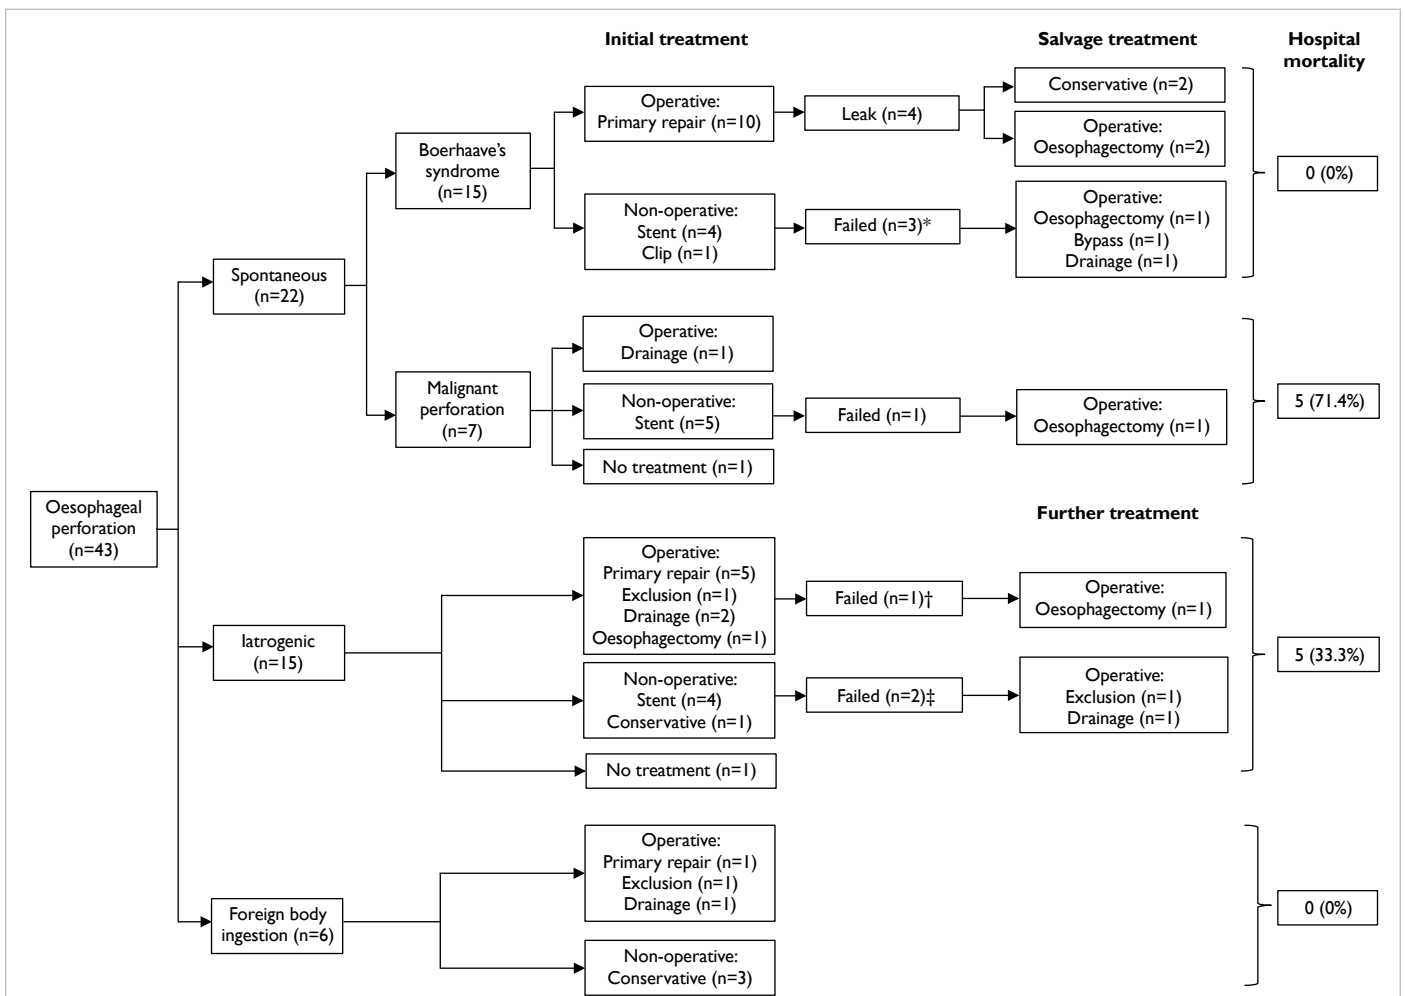 Initial treatment
Salvage treatment
Hospital
mortality
Oesophageal
perforation
(n=43)
Spontaneous
(n=22)
Boerhaave’s
syndrome
(n=15)
Operative:
Primary repair (n=10)
Leak (n=4)
Conservative (n=2)
Operative:
Oesophagectomy (n=2)
Non-operative:
Stent (n=4)
Clip (n=1)
Failed (n=3)*
Operative:
Oesophagectomy (n=1)
Bypass (n=1)
Drainage (n=1)
0 (0%)
Malignant
perforation
(n=7)
Operative:
Drainage (n=1)
Non-operative:
Stent (n=5)
Failed (n=1)
Operative:
Oesophagectomy (n=1)
No treatment (n=1)
5 (71.4%)
Further treatment
Iatrogenic
(n=15)
Operative:
Primary repair (n=5)
Exclusion (n=1)
Drainage (n=2)
Oesophagectomy (n=1)
Failed (n=1)†
Operative:
Oesophagectomy (n=1)
Non-operative:
Stent (n=4)
Conservative (n=1)
Failed (n=2)‡
Operative:
Exclusion (n=1)
Drainage (n=1)
No treatment (n=1)
5 (33.3%)
Foreign body
ingestion (n=6)
Operative:
Primary repair (n=1)
Exclusion (n=1)
Drainage (n=1)
Non-operative:
Conservative (n=3)
0 (0%)